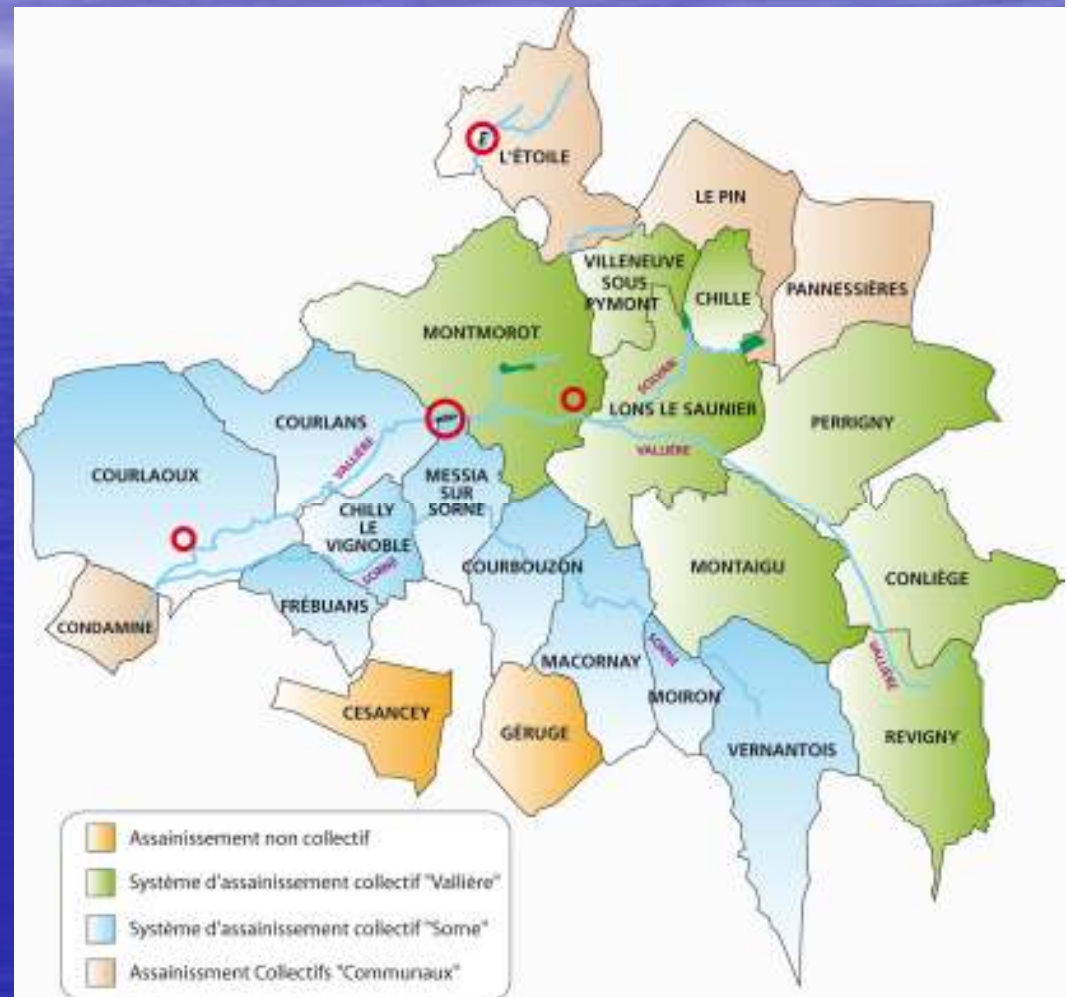 L'ÉTOILE
LE PIN
VILLENEUVE
SOUS
PYMONT
CHILLE
PANNESSIÈRES
MONTMOROT
SOLVAN
LONS LE SAUNIER
PERRIGNY
COURLANS
VALLIÈRE
VALLIÈRE
COURLAOUX
MESSIA
SUR
SORNE
CHILLY
LE
VIGNOBLE
SORNE
COURBOUZON
MONTAIGU
CONLIÈGE
FRÉBUANS
CONDAMINE
MACORNAY
SORNE
MOIRON
VALLIÈRE
CESANCEY
GÉRUGE
VERNANTOIS
REVIGNY
Assainissement non collectif
Système d'assainissement collectif "Vallière"
Système d'assainissement collectif "Sorne"
Assainissment Collectifs "Communaux"